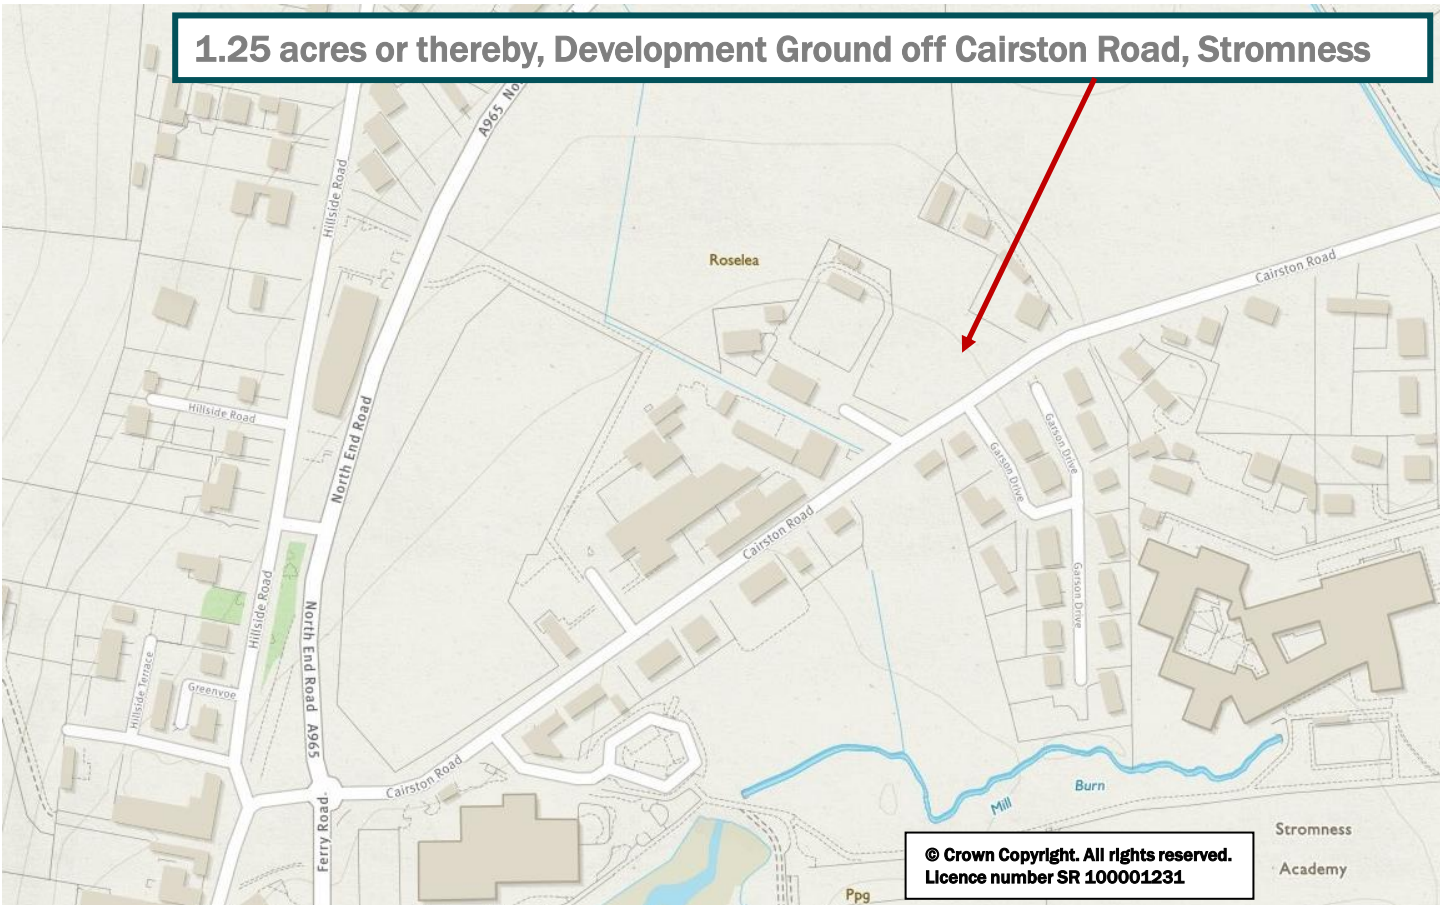 1.25 acres or thereby, Development Ground off Cairston Road, Stromness
A965 No
Hillside Road
Roselea
Cairston Road
Hillside Road
North End Road
Garson Drive
Garson Drive
Cairston Road
Hillside Road
North End Road A965
Garson Drive
Hillside Terrace
Greenvoe
Cairston Road
Ferry Road
Mill
Burn
Stromness
Academy
Ppg
© Crown Copyright. All rights reserved.
Licence number SR 100001231